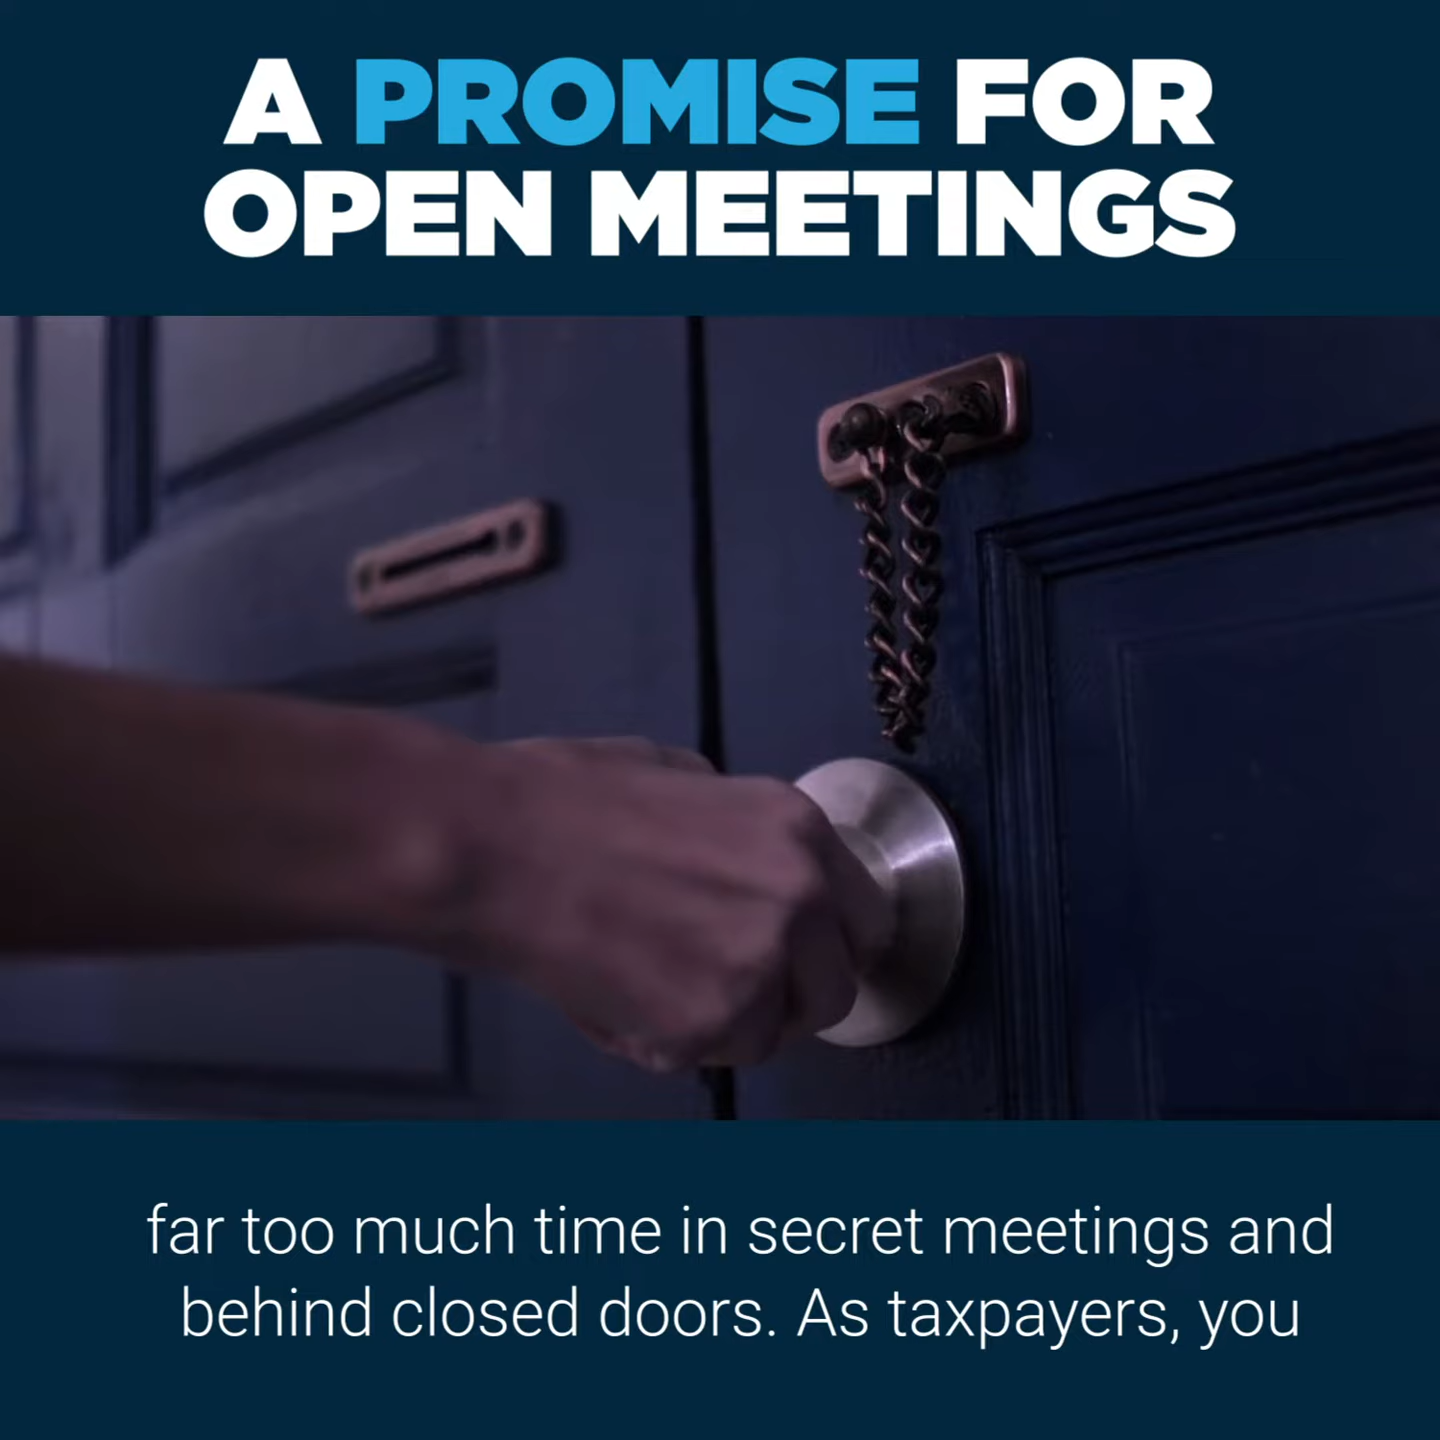 A PROMISE FOR
OPEN MEETINGS
far too much time in secret meetings and
behind closed doors. As taxpayers, you